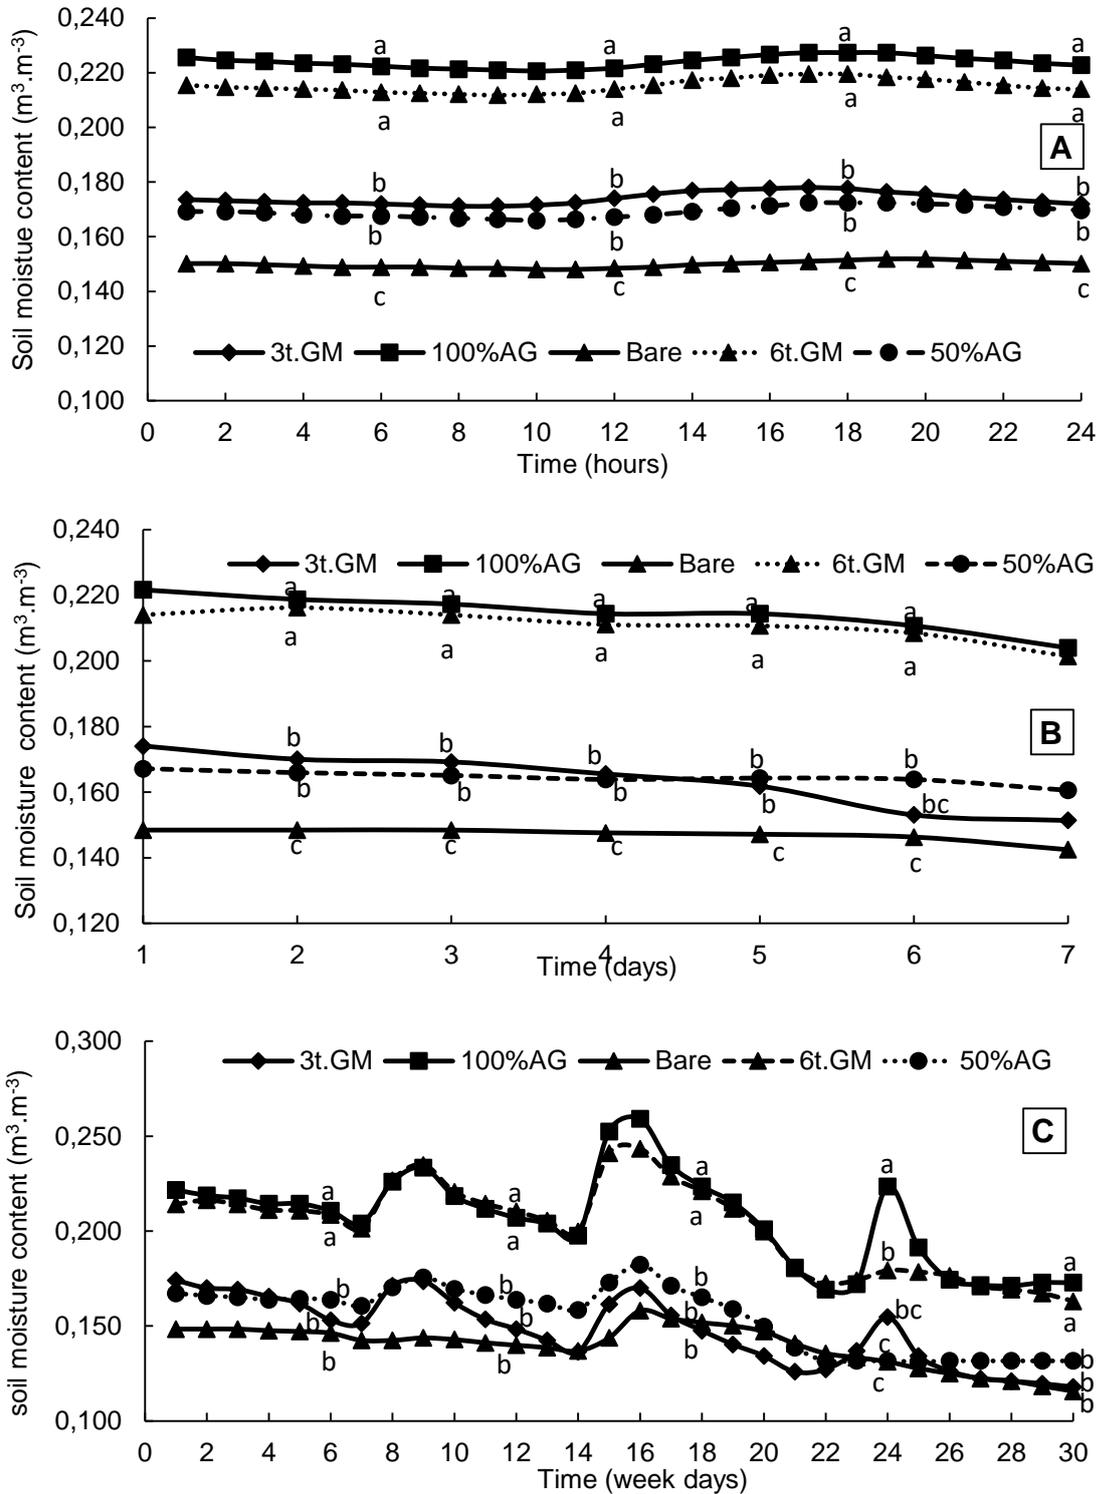 0,240
0,220
0,200
0,180
0,160
0,140
0,120
0,100
Soil moistue content (m³.m⁻³)
a a a a
a a a a
A
b b b b
b b b b
c c c c
3t.GM 100%AG Bare 6t.GM 50%AG
0 2 4 6 8 10 12 14 16 18 20 22 24
Time (hours)
0,240
0,220
0,200
0,180
0,160
0,140
0,120
Soil moisture content (m³.m⁻³)
3t.GM 100%AG Bare 6t.GM 50%AG
a a a a a
a a a a a
B
b b b b b
b b b b bc
c c c c c
1 2 3 4 5 6 7
Time (days)
0,300
0,250
0,200
0,150
0,100
soil moisture content (m³.m⁻³)
3t.GM 100%AG Bare 6t.GM 50%AG
C
a a a a a
a a a b a
b b b bc b
b b b c b
b b b c b
0 2 4 6 8 10 12 14 16 18 20 22 24 26 28 30
Time (week days)